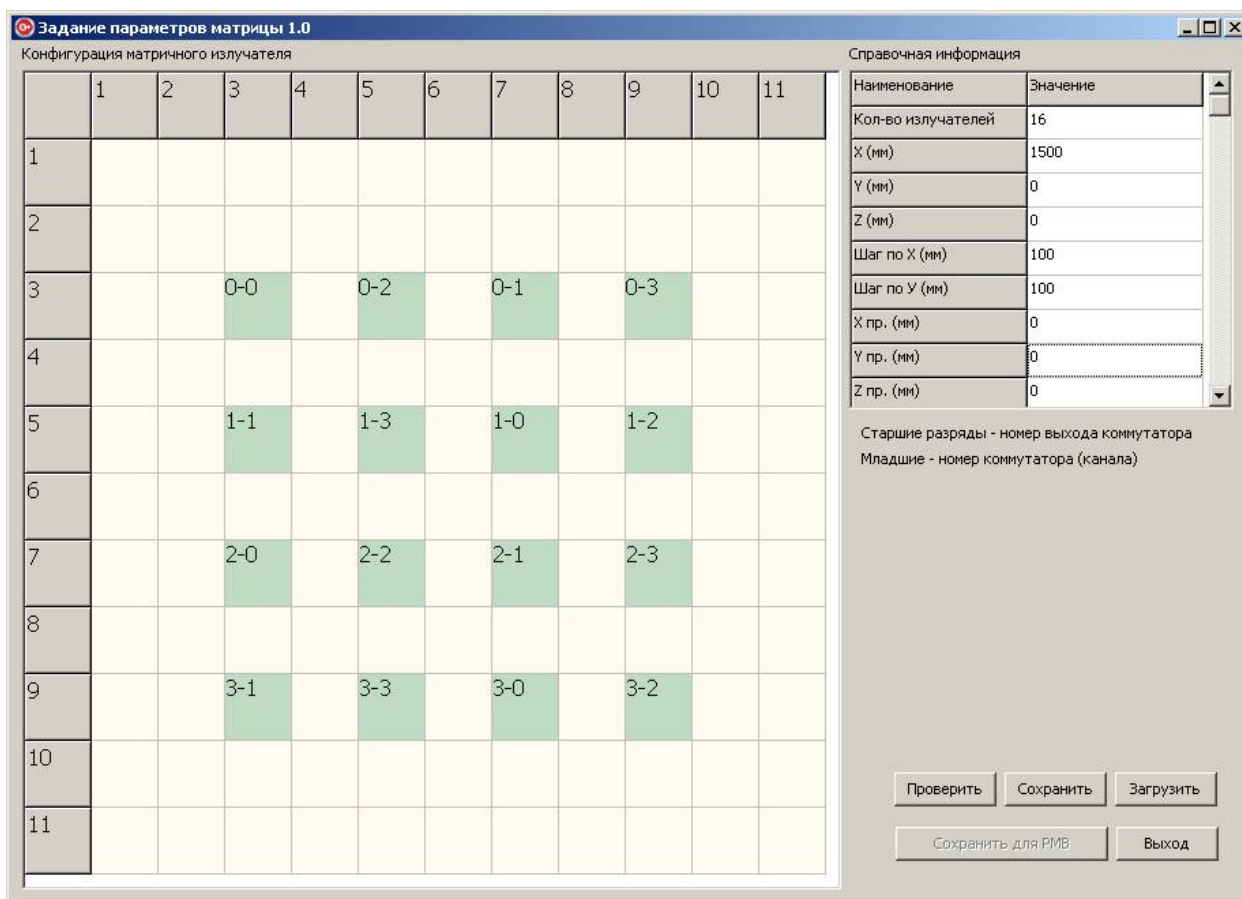 Задание параметров матрицы 1.0
Конфигурация матричного излучателя
1 2 3 4 5 6 7 8 9 10 11
1
2
3 0-0 0-2 0-1 0-3
4
5 1-1 1-3 1-0 1-2
6
7 2-0 2-2 2-1 2-3
8
9 3-1 3-3 3-0 3-2
10
11
Справочная информация
Наименование Значение
Кол-во излучателей 16
X (мм) 1500
Y (мм) 0
Z (мм) 0
Шаг по X (мм) 100
Шаг по У (мм) 100
X пр. (мм) 0
Y пр. (мм) 0
Z пр. (мм) 0
Старшие разряды - номер выхода коммутатора
Младшие - номер коммутатора (канала)
Проверить Сохранить Загрузить
Сохранить для РМВ Выход